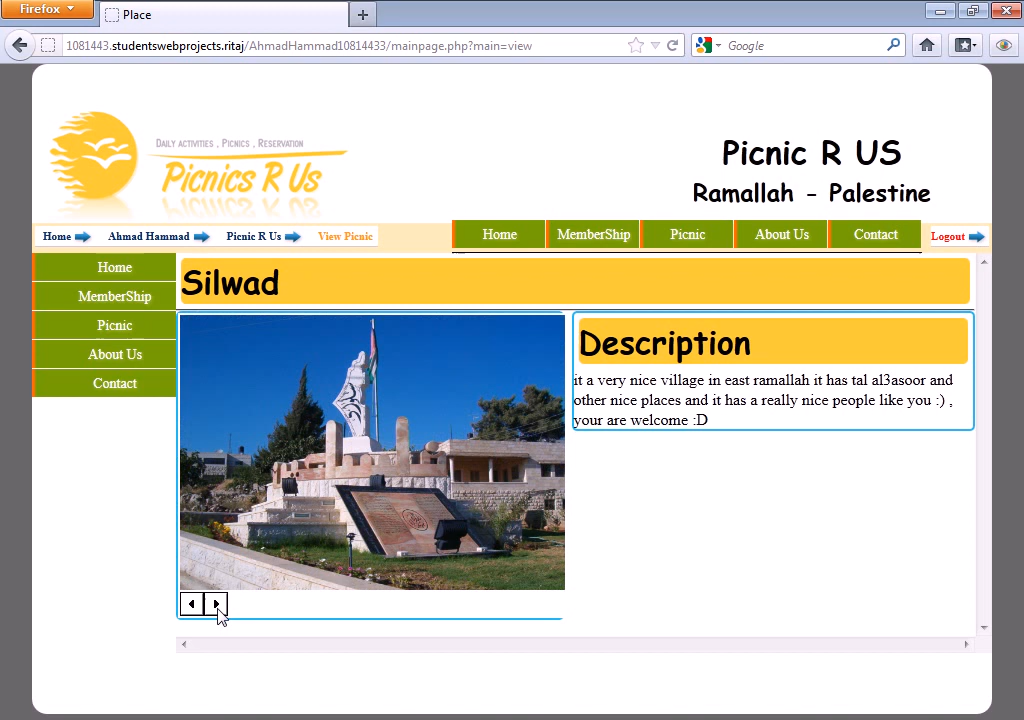 Firefox
Place
1081443.studentswebprojects.ritaj/AhmadHammad10814433/mainpage.php?main=view
Google
Daily activities , Picnics , Reservation
Picnics R Us
Picnic R US
Ramallah - Palestine
Home Ahmad Hammad Picnic R Us View Picnic
Home MemberShip Picnic About Us Contact
Logout
Home
MemberShip
Picnic
About Us
Contact
Silwad
Description
it a very nice village in east ramallah it has tal al3asoor and
other nice places and it has a really nice people like you :) ,
your are welcome :D